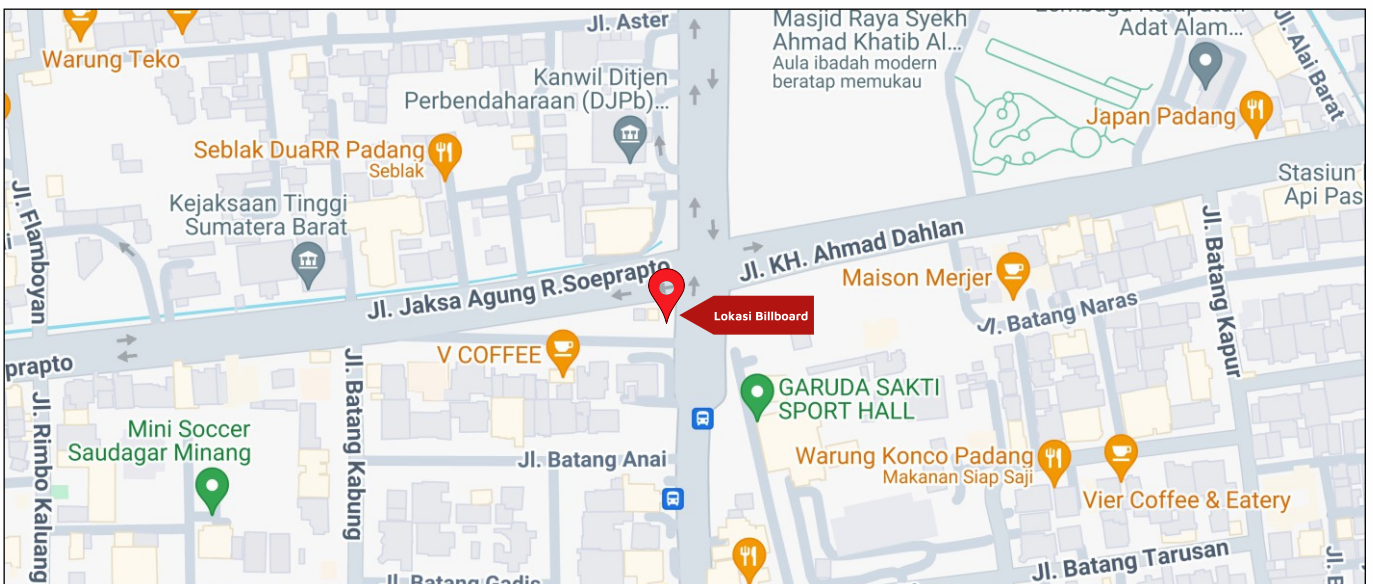 Jl. Aster
Warung Teko
Masjid Raya Syekh
Ahmad Khatib Al...
Aula ibadah modern
beratap memukau
Adat Alam...
Jl. Alai Barat
Kanwil Ditjen
Perbendaharaan (DJPb)...
Japan Padang
Seblak DuaRR Padang
Seblak
Stasiun
Api Pas
Jl. Flamboyan
Kejaksaan Tinggi
Sumatera Barat
Jl. Batang Kapur
Jl. KH. Ahmad Dahlan
Jl. Jaksa Agung R.Soeprapto
Maison Merjer
Lokasi Billboard
Jl. Batang Naras
prapto
V COFFEE
Jl. Batang Kabung
GARUDA SAKTI
SPORT HALL
Jl. Rimbo Kaluang
Mini Soccer
Saudagar Minang
Jl. Batang Anai
Warung Konco Padang
Makanan Siap Saji
Vier Coffee & Eatery
Jl. Batang Tarusan
Jl. Batang Gadis